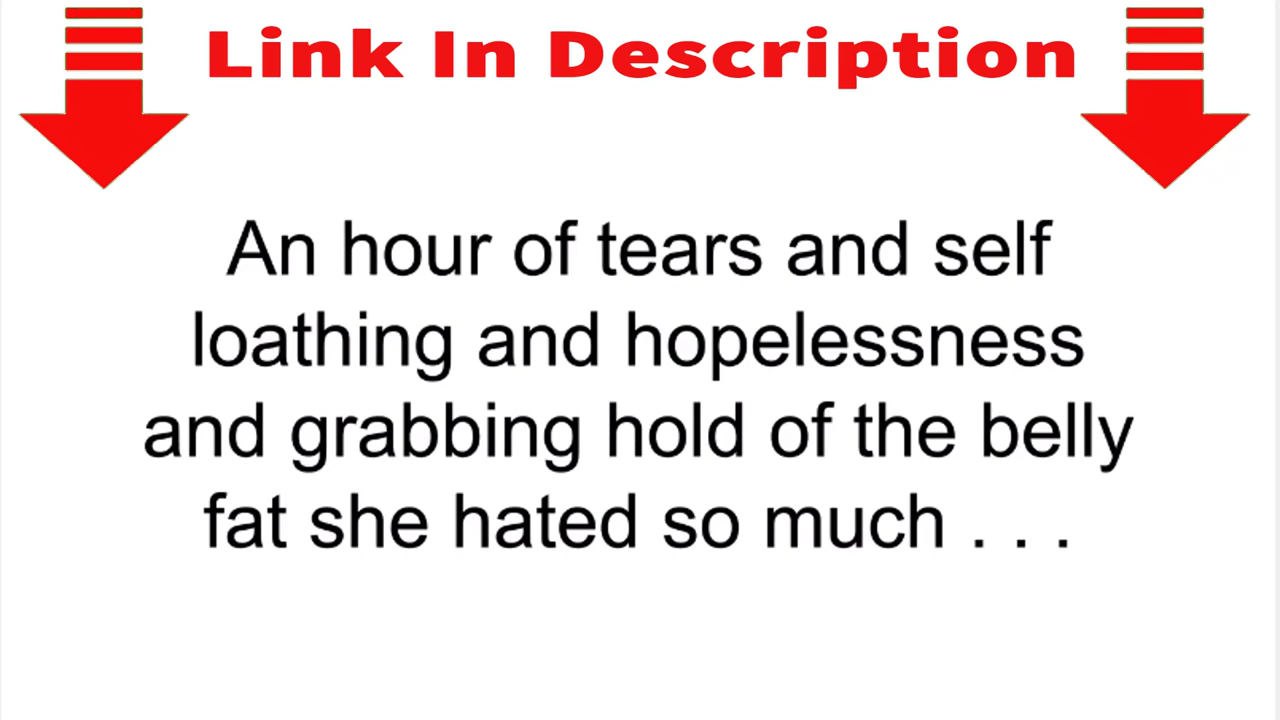 Link In Description
An hour of tears and self
loathing and hopelessness
and grabbing hold of the belly
fat she hated so much . . .